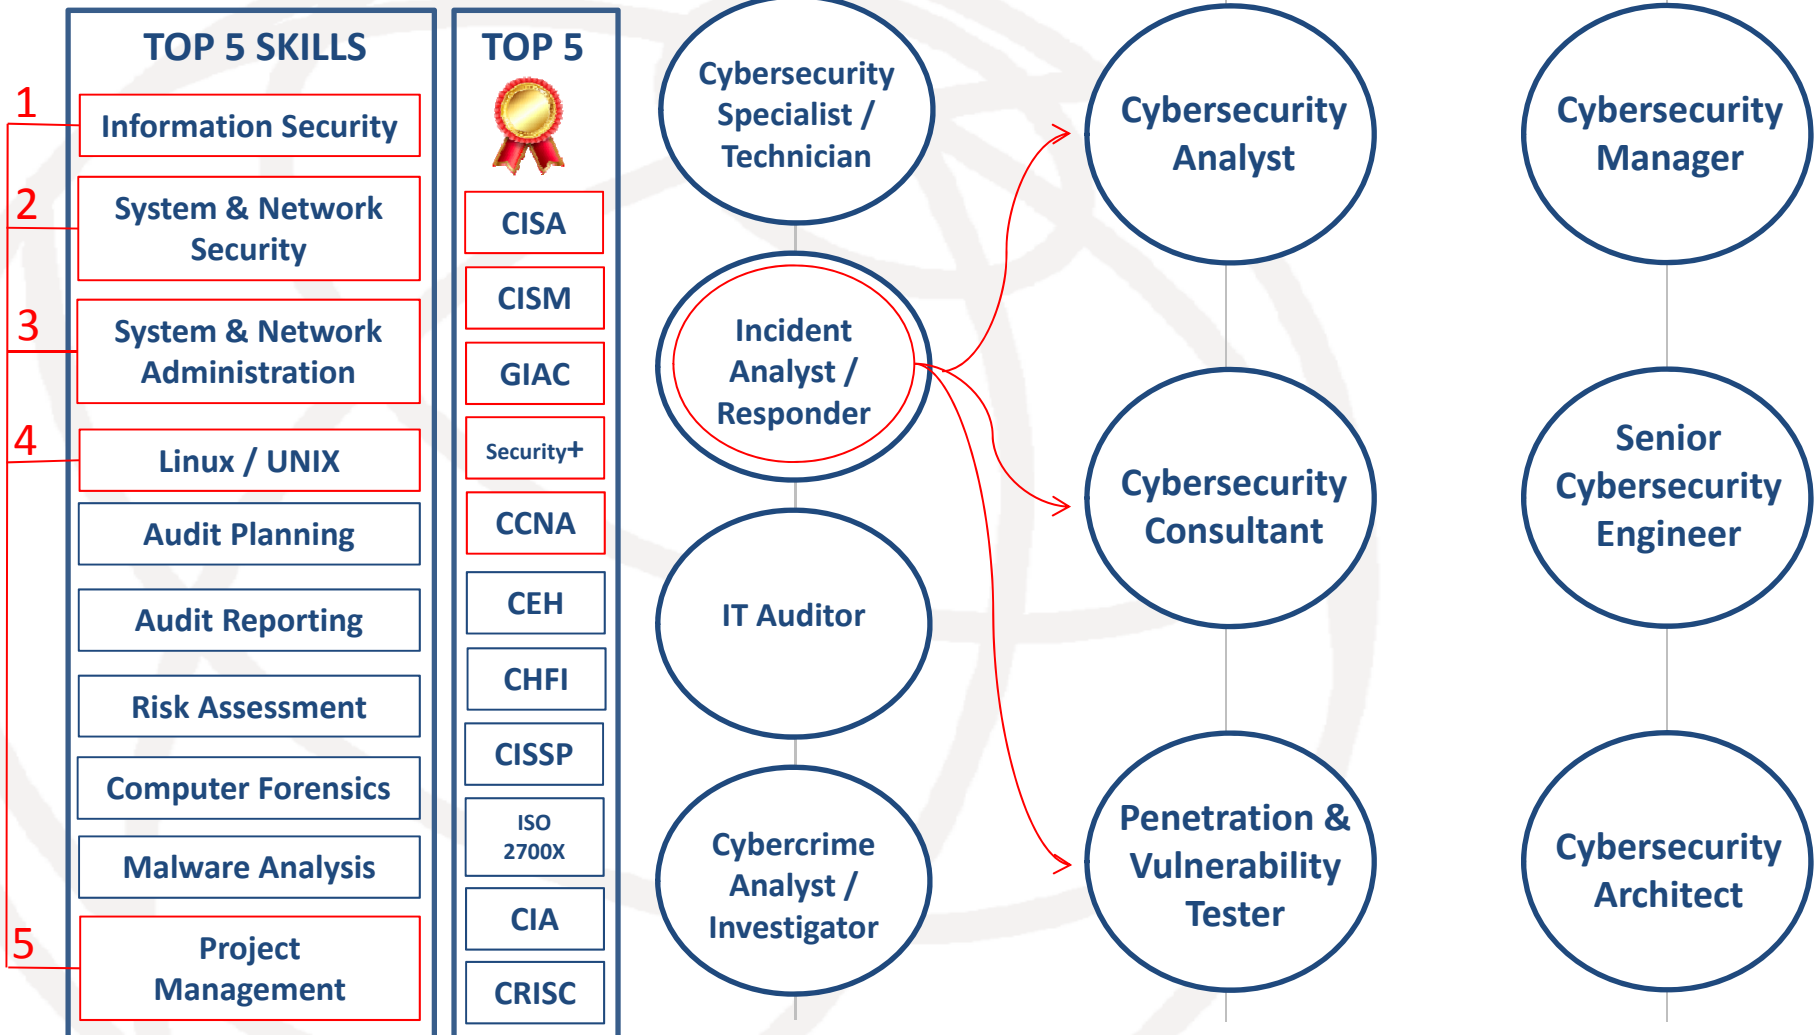 TOP 5 SKILLS
1
Information Security
2
System & Network
Security
3
System & Network
Administration
4
Linux / UNIX
Audit Planning
Audit Reporting
Risk Assessment
Computer Forensics
Malware Analysis
5
Project
Management
TOP 5
CISA
CISM
GIAC
Security+
CCNA
CEH
CHFI
CISSP
ISO
2700X
CIA
CRISC
Cybersecurity
Specialist /
Technician
Incident
Analyst /
Responder
IT Auditor
Cybercrime
Analyst /
Investigator
Cybersecurity
Analyst
Cybersecurity
Consultant
Penetration &
Vulnerability
Tester
Cybersecurity
Manager
Senior
Cybersecurity
Engineer
Cybersecurity
Architect